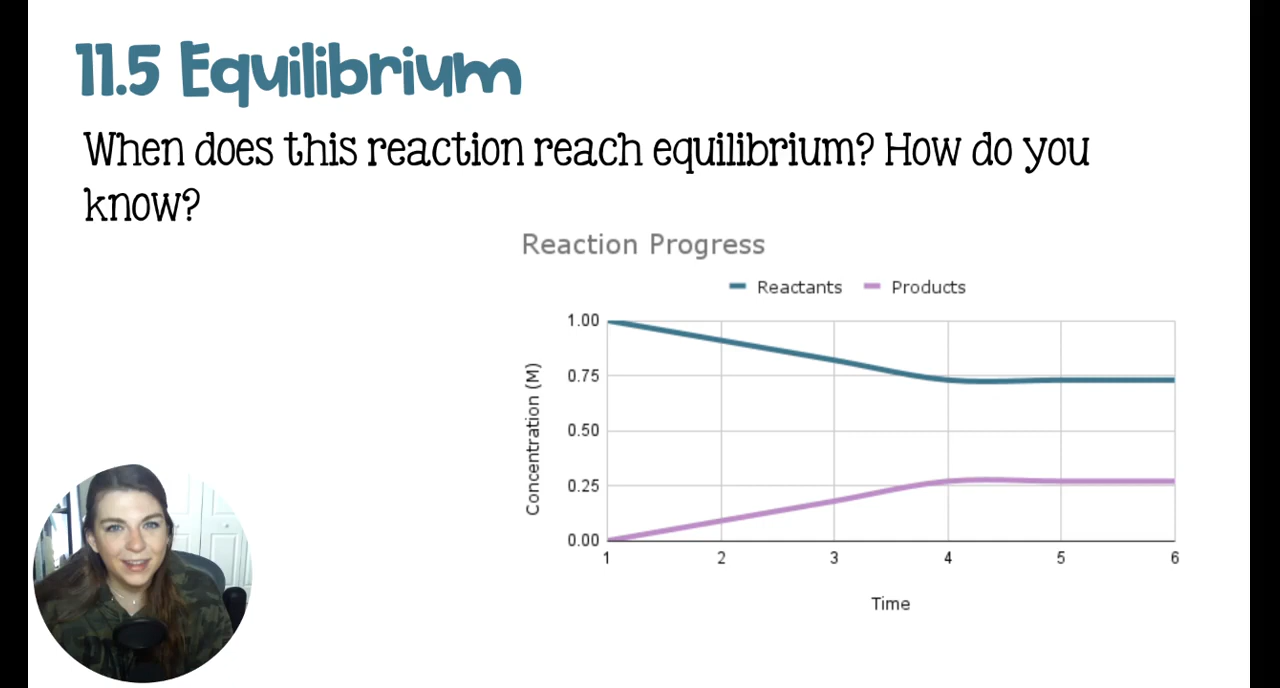 11.5 Equilibrium
When does this reaction reach equilibrium? How do you
know?
Reaction Progress
Reactants Products
1.00
0.75
0.50
0.25
0.00
Concentration (M)
1 2 3 4 5 6
Time